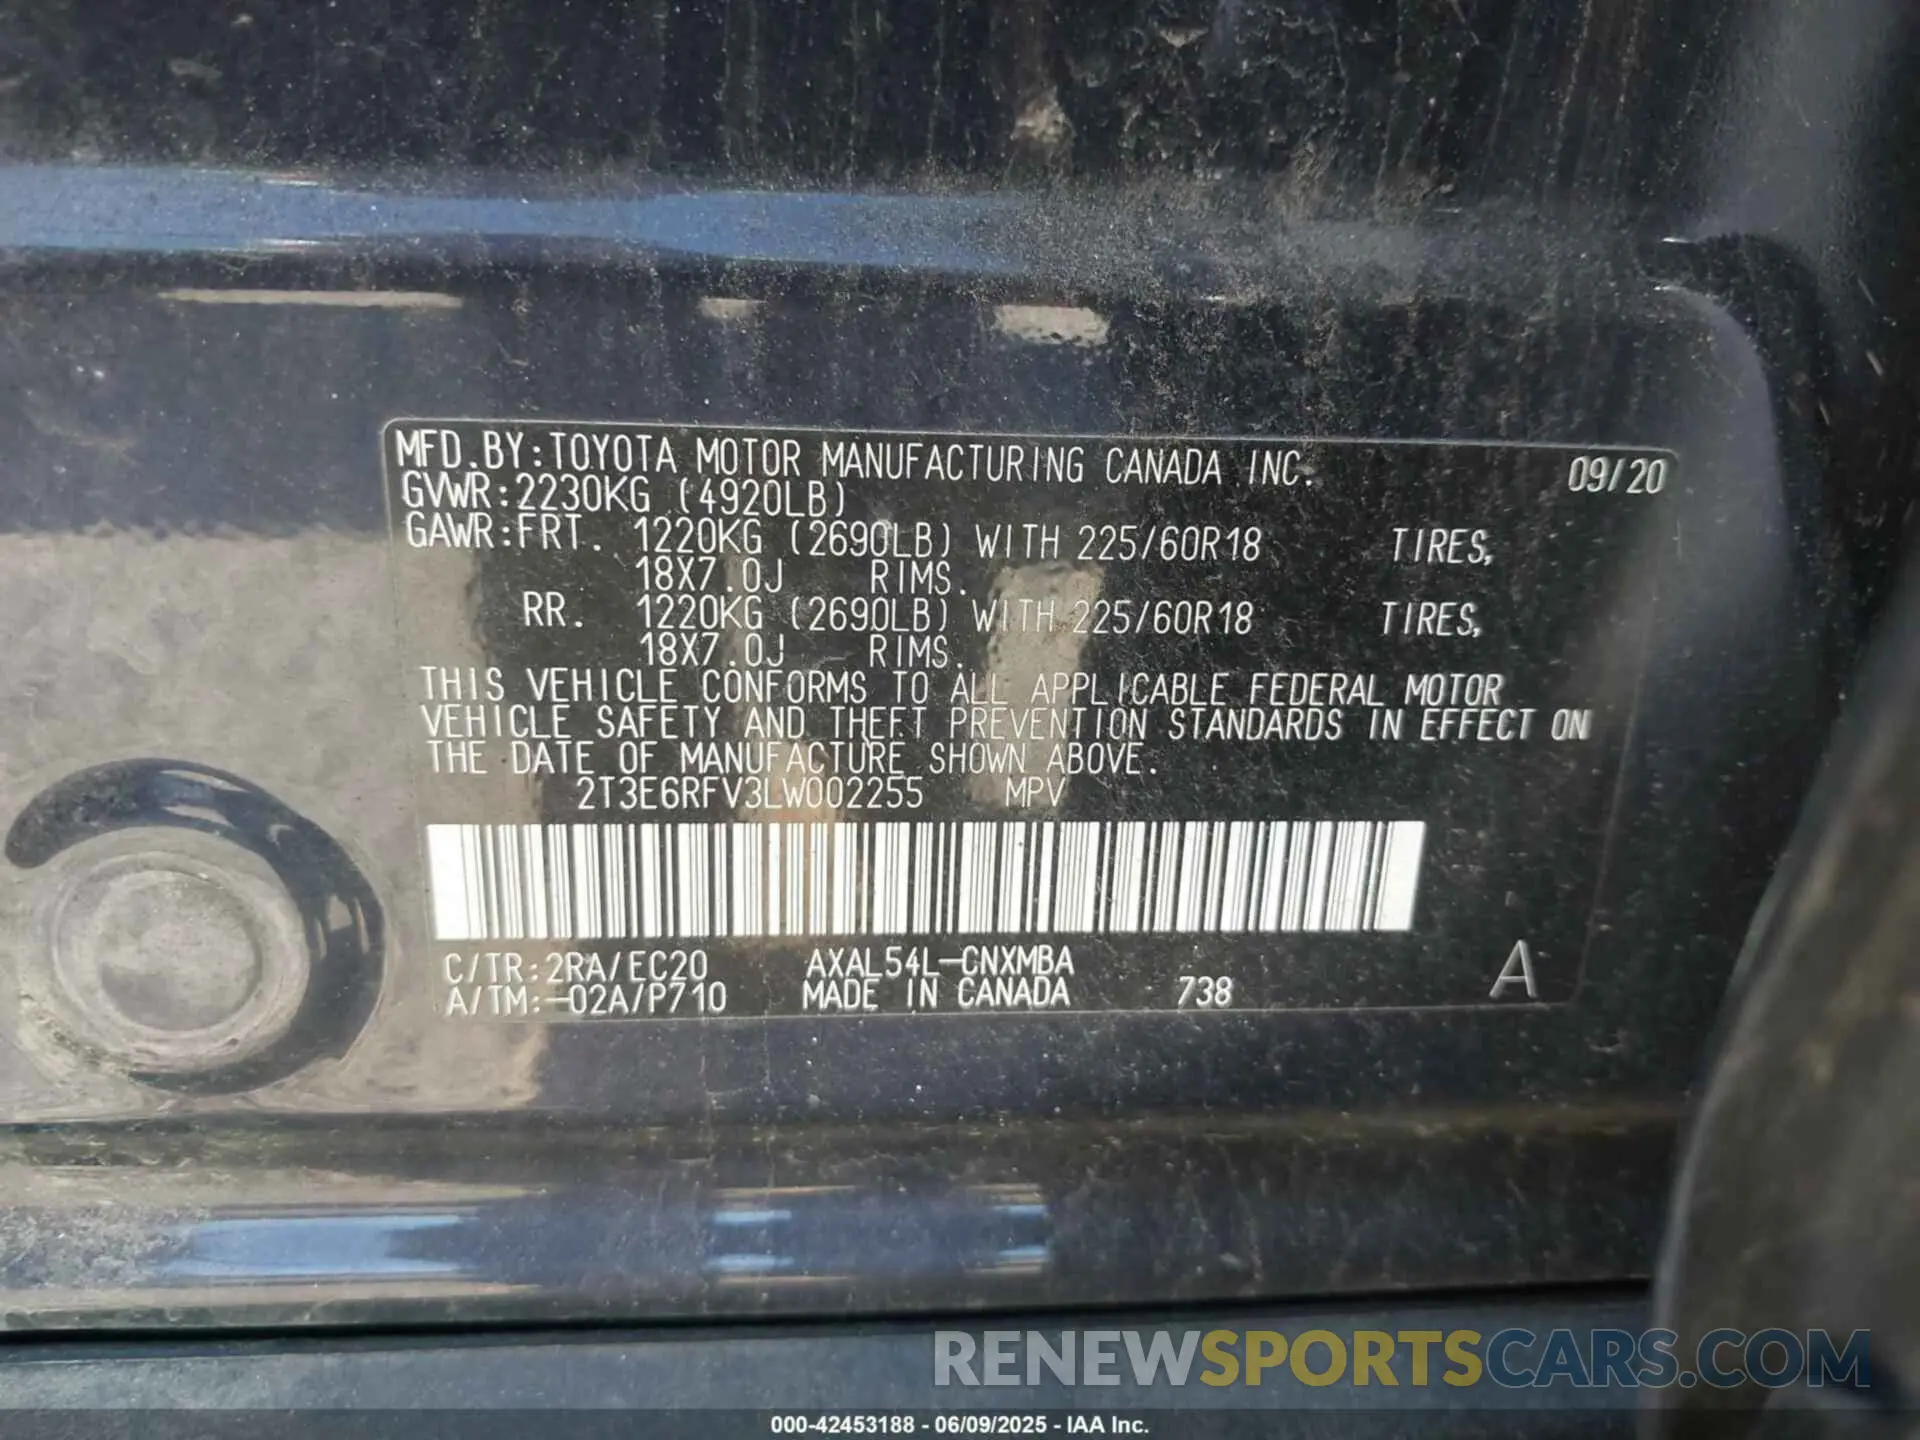 MFD.BY:TOYOTA MOTOR MANUFACTURING CANADA INC. 09/20
GVWR:2230KG (4920LB)
GAWR:FRT. 1220KG (2690LB) WITH 225/60R18 TIRES,
18X7.0J RIMS.
RR. 1220KG (2690LB) WITH 225/60R18 TIRES,
18X7.0J RIMS.
THIS VEHICLE CONFORMS TO ALL APPLICABLE FEDERAL MOTOR
VEHICLE SAFETY AND THEFT PREVENTION STANDARDS IN EFFECT ON
THE DATE OF MANUFACTURE SHOWN ABOVE.
2T3E6RFV3LW002255 MPV
C/TR:2RA/EC20 AXAL54L-CNXMBA
A/TM:-02A/P710 MADE IN CANADA 738 A
RENEWSPORTSCARS.COM
000-42453188 - 06/09/2025 - IAA Inc.